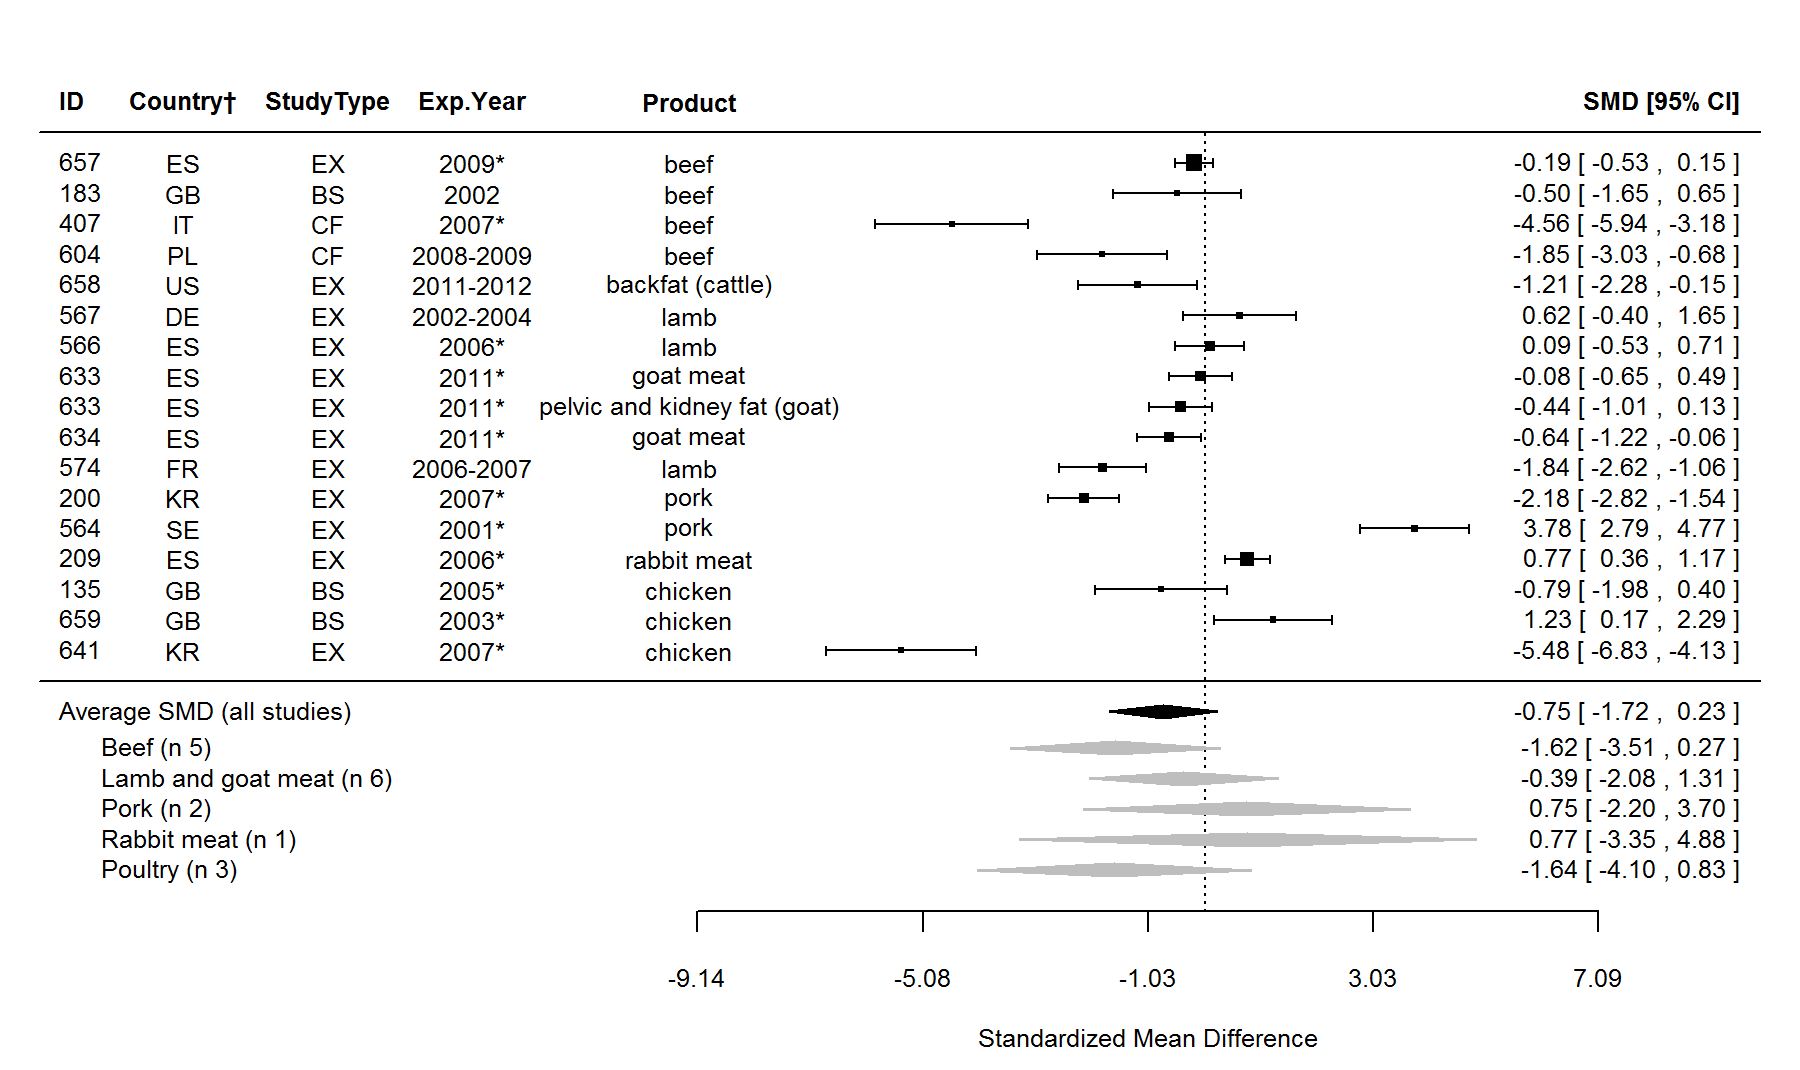 ID Country† StudyType Exp.Year Product SMD [95% CI]
657 ES EX 2009* beef -0.19 [ -0.53 , 0.15 ]
183 GB BS 2002 beef -0.50 [ -1.65 , 0.65 ]
407 IT CF 2007* beef -4.56 [ -5.94 , -3.18 ]
604 PL CF 2008-2009 beef -1.85 [ -3.03 , -0.68 ]
658 US EX 2011-2012 backfat (cattle) -1.21 [ -2.28 , -0.15 ]
567 DE EX 2002-2004 lamb 0.62 [ -0.40 , 1.65 ]
566 ES EX 2006* lamb 0.09 [ -0.53 , 0.71 ]
633 ES EX 2011* goat meat -0.08 [ -0.65 , 0.49 ]
633 ES EX 2011* pelvic and kidney fat (goat) -0.44 [ -1.01 , 0.13 ]
634 ES EX 2011* goat meat -0.64 [ -1.22 , -0.06 ]
574 FR EX 2006-2007 lamb -1.84 [ -2.62 , -1.06 ]
200 KR EX 2007* pork -2.18 [ -2.82 , -1.54 ]
564 SE EX 2001* pork 3.78 [ 2.79 , 4.77 ]
209 ES EX 2006* rabbit meat 0.77 [ 0.36 , 1.17 ]
135 GB BS 2005* chicken -0.79 [ -1.98 , 0.40 ]
659 GB BS 2003* chicken 1.23 [ 0.17 , 2.29 ]
641 KR EX 2007* chicken -5.48 [ -6.83 , -4.13 ]
Average SMD (all studies) -0.75 [ -1.72 , 0.23 ]
Beef (n 5) -1.62 [ -3.51 , 0.27 ]
Lamb and goat meat (n 6) -0.39 [ -2.08 , 1.31 ]
Pork (n 2) 0.75 [ -2.20 , 3.70 ]
Rabbit meat (n 1) 0.77 [ -3.35 , 4.88 ]
Poultry (n 3) -1.64 [ -4.10 , 0.83 ]
-9.14 -5.08 -1.03 3.03 7.09
Standardized Mean Difference